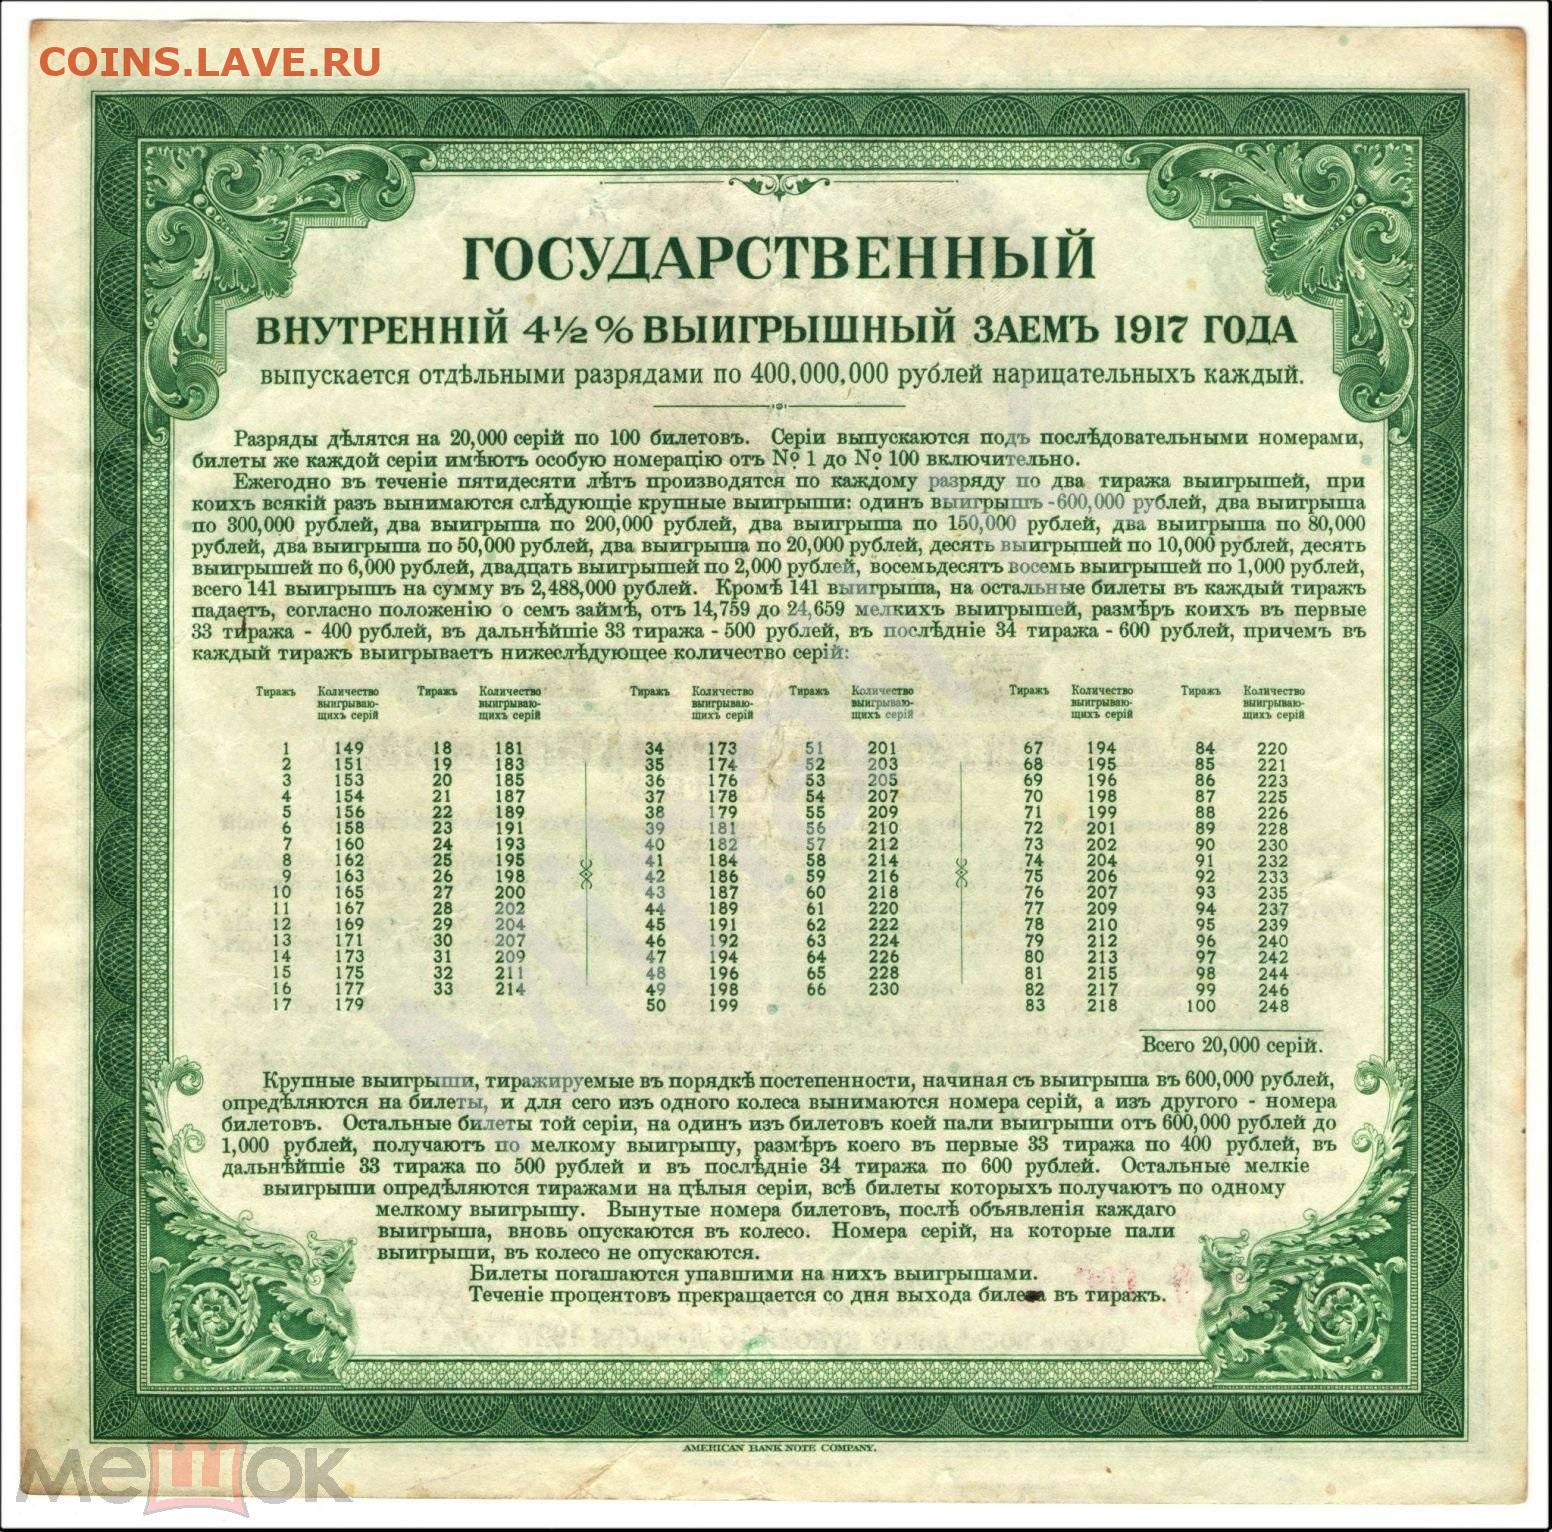 COINS.LAVE.RU
ГОСУДАРСТВЕННЫЙ
ВНУТРЕННІЙ 4½% ВЫИГРЫШНЫЙ ЗАЕМЪ 1917 ГОДА
выпускается отдѣльными разрядами по 400,000,000 рублей нарицательныхъ каждый.
Разряды дѣлятся на 20,000 серій по 100 билетовъ. Серіи выпускаются подъ послѣдовательными номерами,
билеты же каждой серіи имѣютъ особую номерацію отъ № 1 до № 100 включительно.
Ежегодно въ теченіе пятидесяти лѣтъ производятся по каждому разряду по два тиража выигрышей, при
коихъ всякій разъ вынимаются слѣдующіе крупные выигрыши: одинъ выигрышъ - 600,000 рублей, два выигрыша
по 300,000 рублей, два выигрыша по 200,000 рублей, два выигрыша по 150,000 рублей, два выигрыша по 80,000
рублей, два выигрыша по 50,000 рублей, два выигрыша по 20,000 рублей, десять выигрышей по 10,000 рублей, десять
выигрышей по 6,000 рублей, двадцать выигрышей по 2,000 рублей, восемьдесятъ восемь выигрышей по 1,000 рублей,
всего 141 выигрышъ на сумму въ 2,488,000 рублей. Кромѣ 141 выигрыша, на остальные билеты въ каждый тиражъ
падаетъ, согласно положенію о семъ займѣ, отъ 14,759 до 24,659 мелкихъ выигрышей, размѣръ коихъ въ первые
33 тиража - 400 рублей, въ дальнѣйшіе 33 тиража - 500 рублей, въ послѣдніе 34 тиража - 600 рублей, причемъ въ
каждый тиражъ выигрываетъ нижеслѣдующее количество серій:
Тиражъ Количество Тиражъ Количество Тиражъ Количество Тиражъ Количество Тиражъ Количество Тиражъ Количество
выигрываю- выигрываю- выигрываю- выигрываю- выигрываю- выигрываю-
щихъ серій щихъ серій щихъ серій щихъ серій щихъ серій щихъ серій
1 149 18 181 34 173 51 201 67 194 84 220
2 151 19 183 35 174 52 203 68 195 85 221
3 153 20 185 36 176 53 205 69 196 86 223
4 154 21 187 37 178 54 207 70 198 87 225
5 156 22 189 38 179 55 209 71 199 88 226
6 158 23 191 39 181 56 210 72 201 89 228
7 160 24 193 40 182 57 212 73 202 90 230
8 162 25 195 41 184 58 214 74 204 91 232
9 163 26 198 42 186 59 216 75 206 92 233
10 165 27 200 43 187 60 218 76 207 93 235
11 167 28 202 44 189 61 220 77 209 94 237
12 169 29 204 45 191 62 222 78 210 95 239
13 171 30 207 46 192 63 224 79 212 96 240
14 173 31 209 47 194 64 226 80 213 97 242
15 175 32 211 48 196 65 228 81 215 98 244
16 177 33 214 49 198 66 230 82 217 99 246
17 179 50 199 83 218 100 248
Всего 20,000 серій.
Крупные выигрыши, тиражируемые въ порядкѣ постепенности, начиная съ выигрыша въ 600,000 рублей,
опредѣляются на билеты, и для сего изъ одного колеса вынимаются номера серій, а изъ другого - номера
билетовъ. Остальные билеты той серіи, на одинъ изъ билетовъ коей пали выигрыши отъ 600,000 рублей до
1,000 рублей, получаютъ по мелкому выигрышу, размѣръ коего въ первые 33 тиража по 400 рублей, въ
дальнѣйшіе 33 тиража по 500 рублей и въ послѣдніе 34 тиража по 600 рублей. Остальные мелкіе
выигрыши опредѣляются тиражами на цѣлыя серіи, всѣ билеты которыхъ получаютъ по одному
мелкому выигрышу. Вынутые номера билетовъ, послѣ объявленія каждаго
выигрыша, вновь опускаются въ колесо. Номера серій, на которые пали
выигрыши, въ колесо не опускаются.
Билеты погашаются упавшими на нихъ выигрышами.
Теченіе процентовъ прекращается со дня выхода билета въ тиражъ.
AMERICAN BANK NOTE COMPANY.
мешок